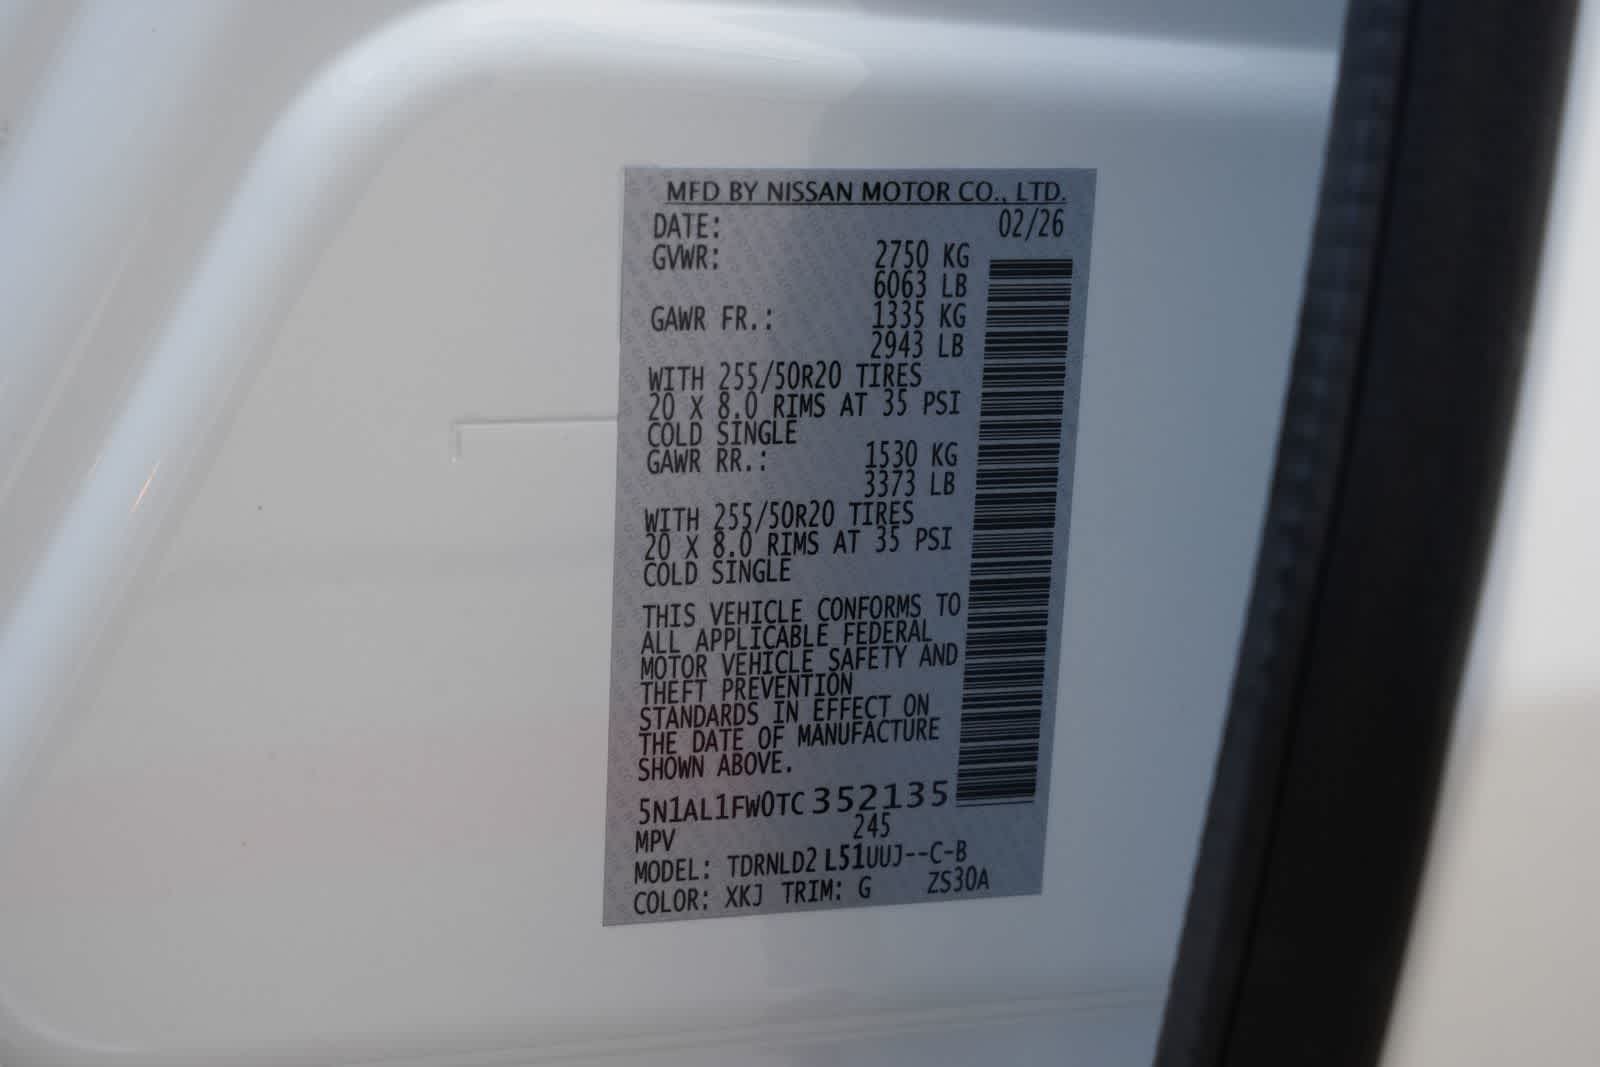 MFD BY NISSAN MOTOR CO., LTD.
DATE: 02/26
GVWR: 2750 KG
6063 LB
GAWR FR.: 1335 KG
2943 LB
WITH 255/50R20 TIRES
20 X 8.0 RIMS AT 35 PSI
COLD SINGLE
GAWR RR.: 1530 KG
3373 LB
WITH 255/50R20 TIRES
20 X 8.0 RIMS AT 35 PSI
COLD SINGLE
THIS VEHICLE CONFORMS TO
ALL APPLICABLE FEDERAL
MOTOR VEHICLE SAFETY AND
THEFT PREVENTION
STANDARDS IN EFFECT ON
THE DATE OF MANUFACTURE
SHOWN ABOVE.
5N1AL1FW0TC352135
MPV 245
MODEL: TDRNLD2 L51UUJ--C-B
COLOR: XKJ TRIM: G ZS30A